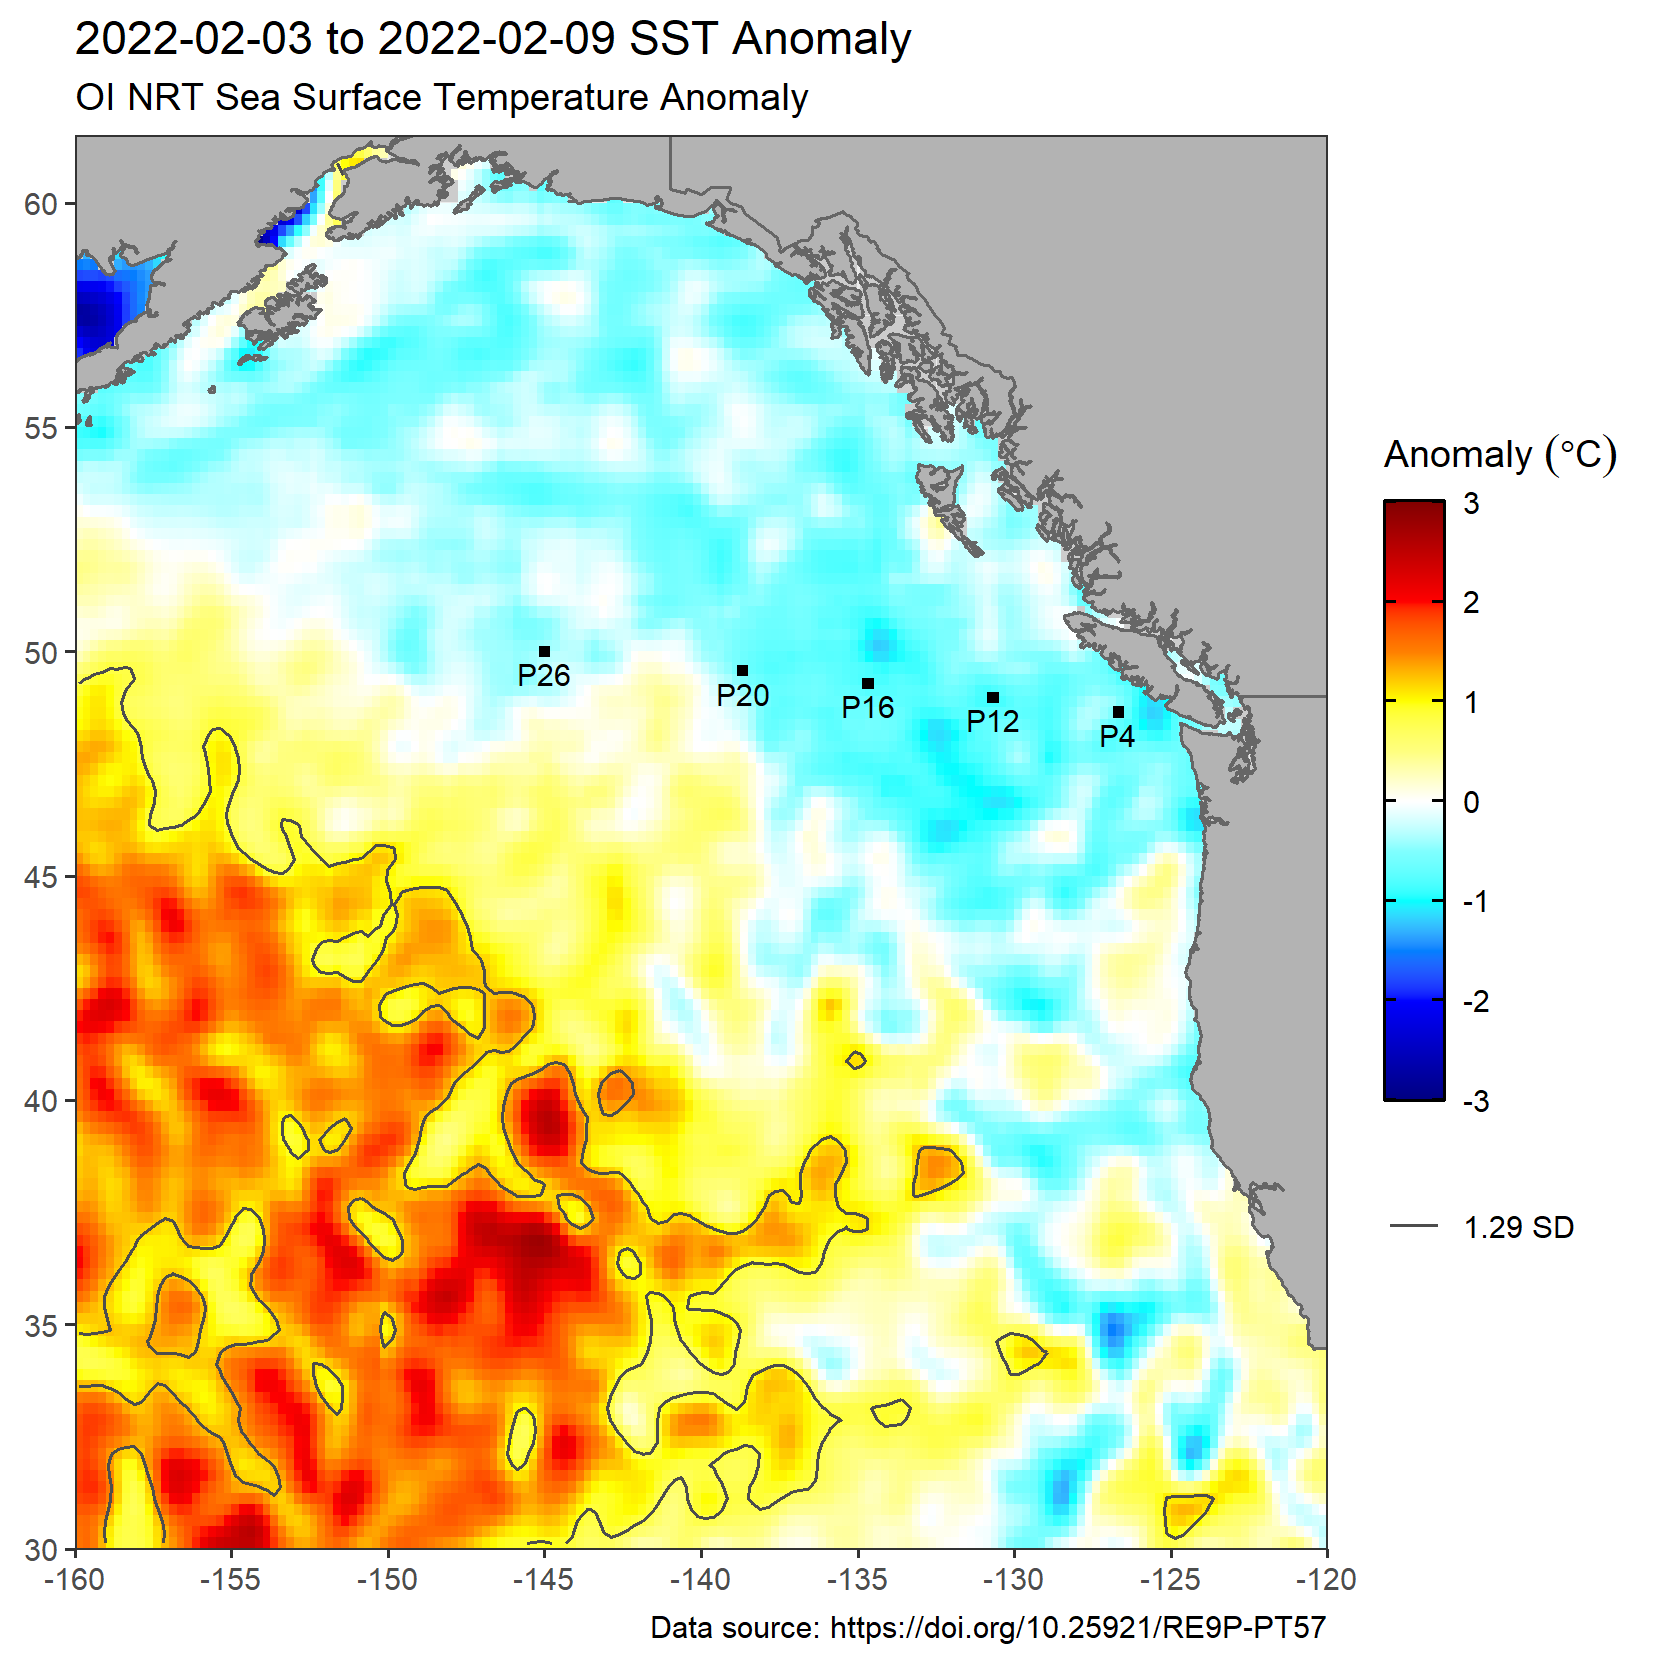 2022-02-03 to 2022-02-09 SST Anomaly
OI NRT Sea Surface Temperature Anomaly
60
55
50
45
40
35
30
-160
-155
-150
-145
-140
-135
-130
-125
-120
P26
P20
P16
P12
P4
Anomaly (°C)
3
2
1
0
-1
-2
-3
1.29 SD
Data source: https://doi.org/10.25921/RE9P-PT57